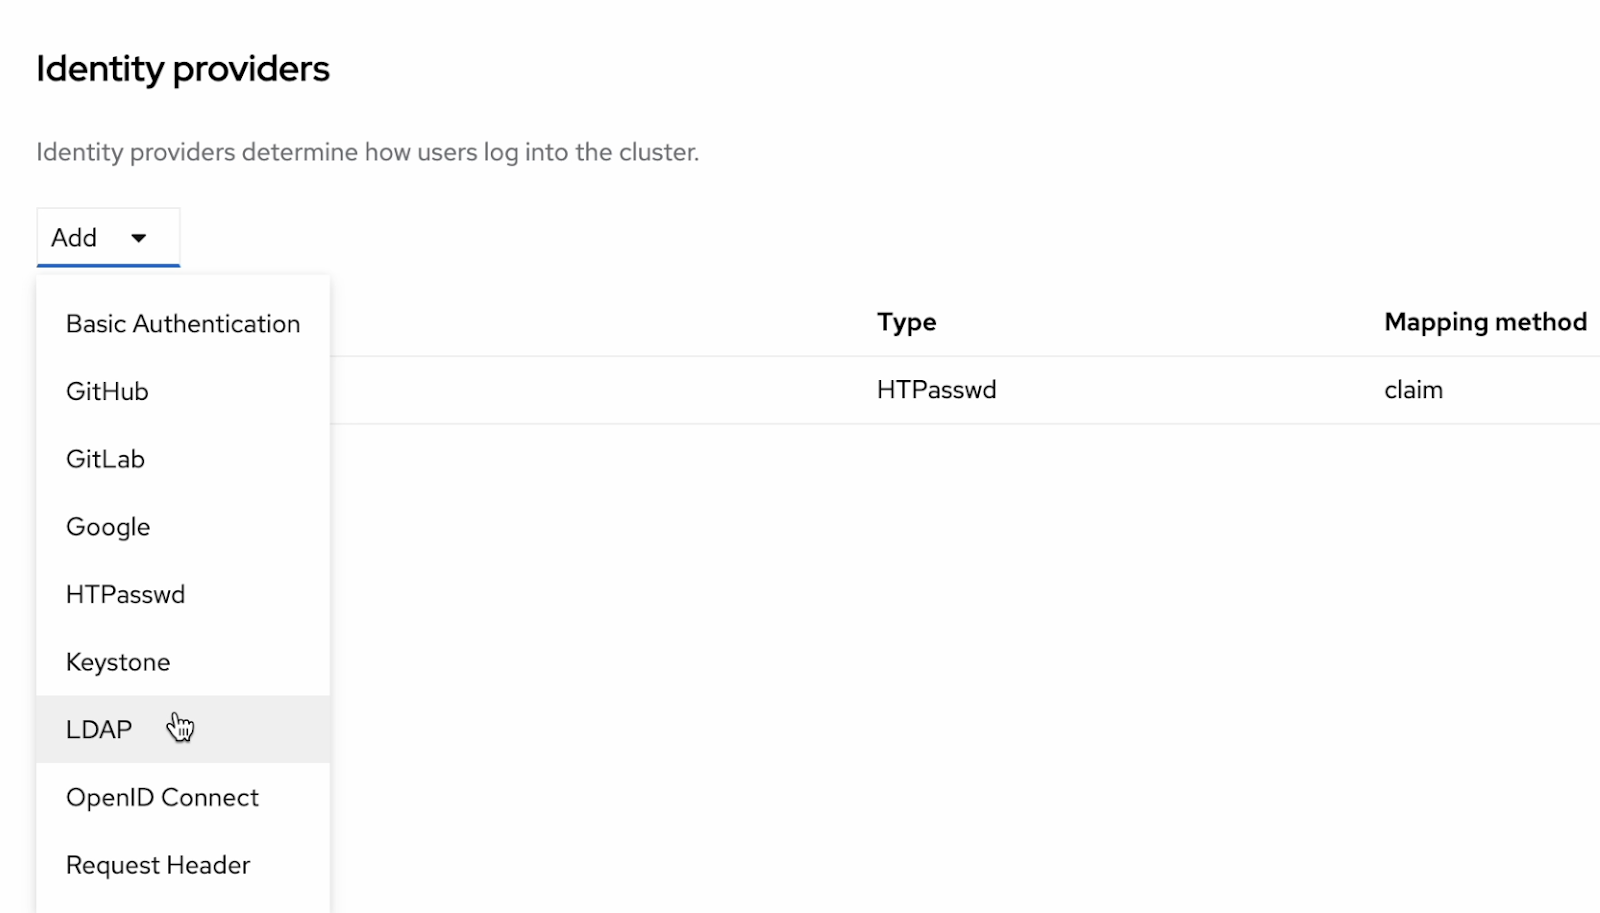 Identity providers
Identity providers determine how users log into the cluster.
Add
Type
Mapping method
HTPasswd
claim
Basic Authentication
GitHub
GitLab
Google
HTPasswd
Keystone
LDAP
OpenID Connect
Request Header